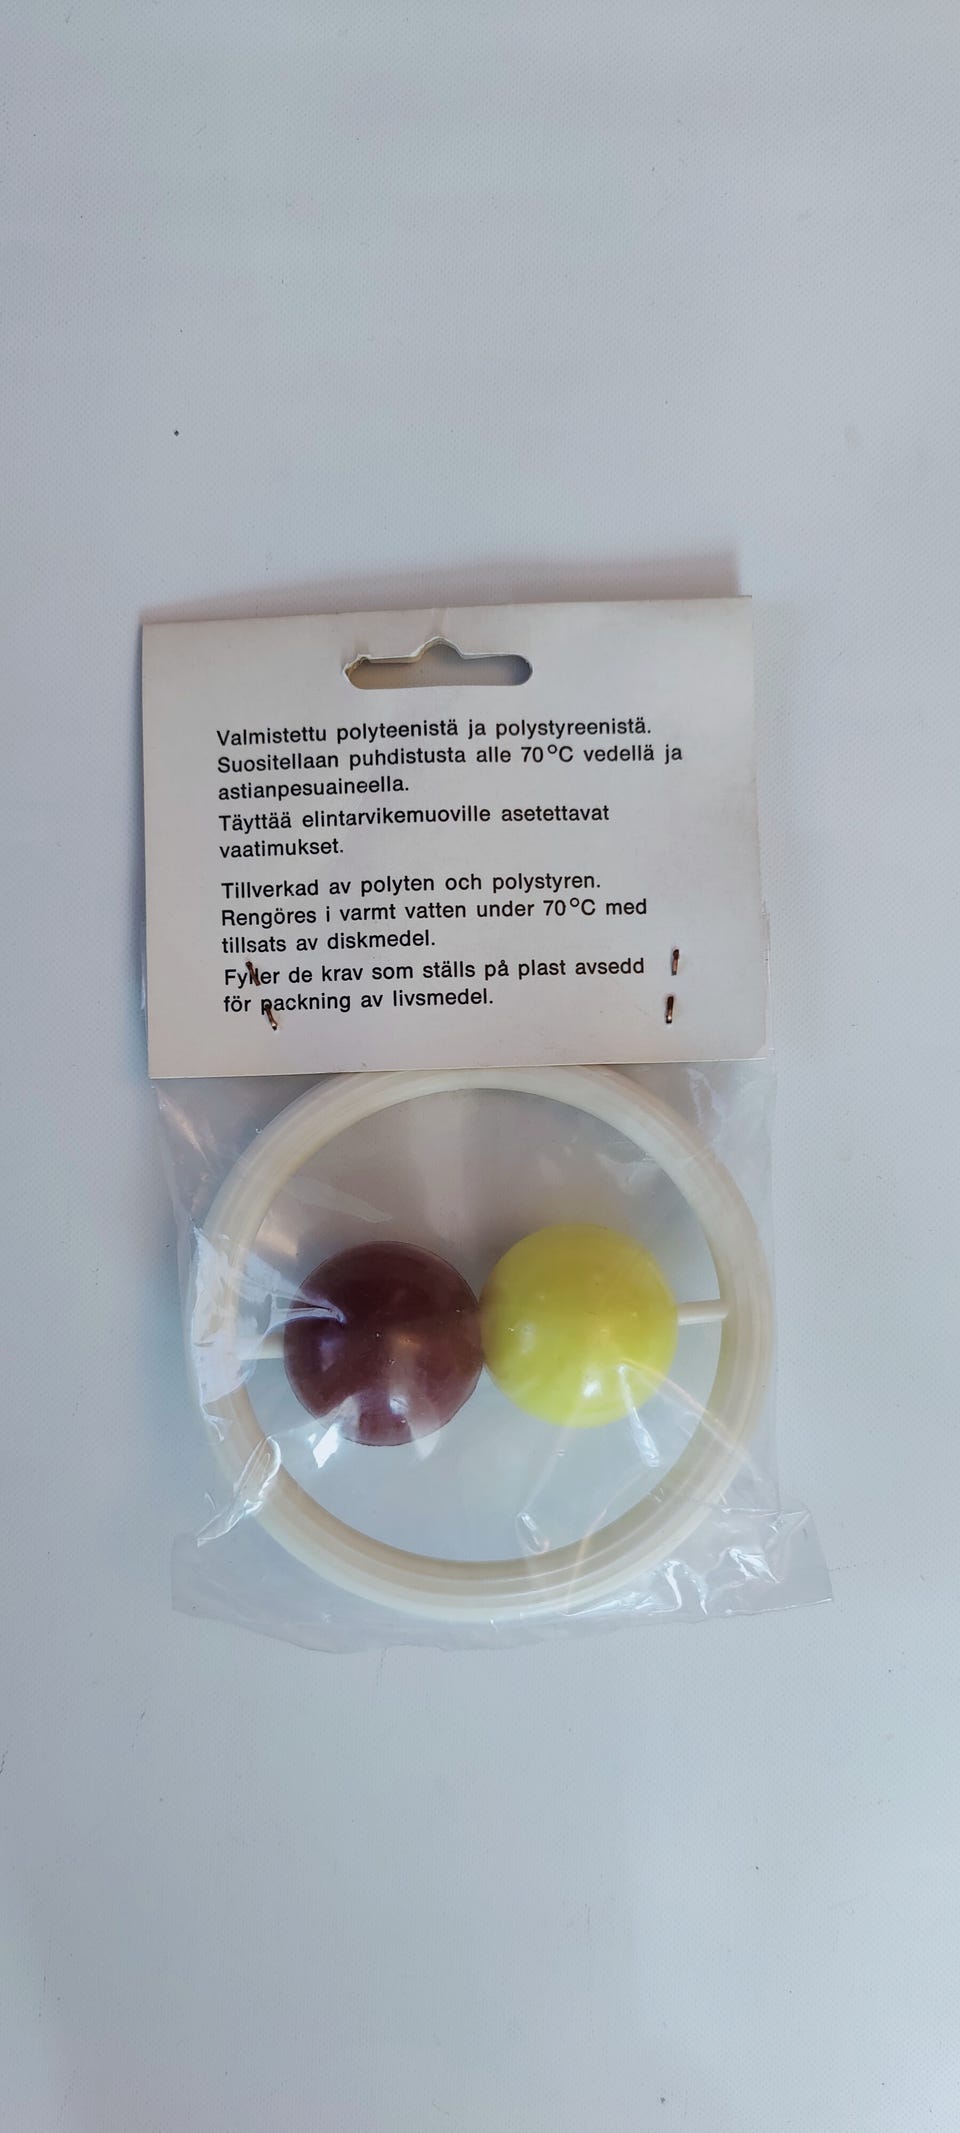 Valmistettu polyteenistä ja polystyreenistä.
Suositellaan puhdistusta alle 70°C vedellä ja
astianpesuaineella.
Täyttää elintarvikemuoville asetettavat
vaatimukset.
Tillverkad av polyten och polystyren.
Rengöres i varmt vatten under 70°C med
tillsats av diskmedel.
Fyller de krav som ställs på plast avsedd
för packning av livsmedel.